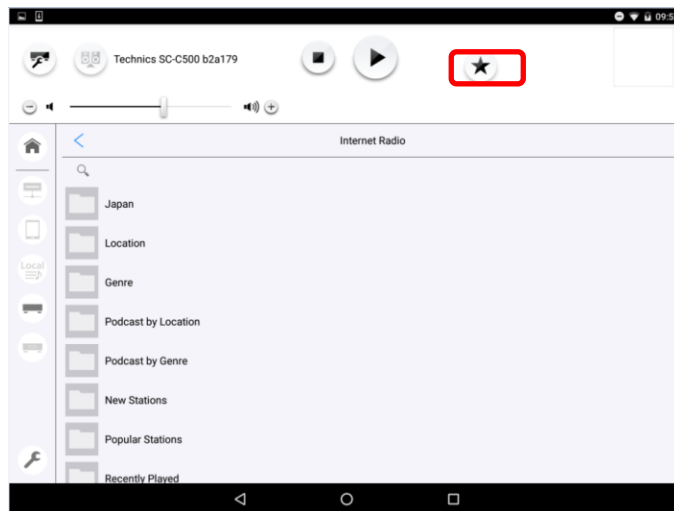 09:5
Technics SC-C500 b2a179
Internet Radio
Japan
Location
Local
Genre
Podcast by Location
Podcast by Genre
New Stations
Popular Stations
Recently Played